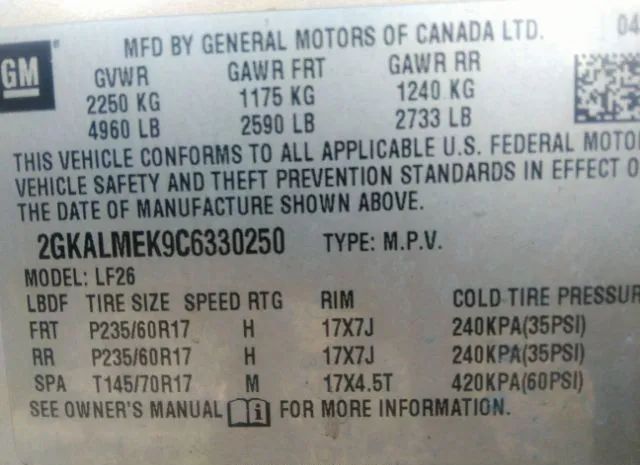 MFD BY GENERAL MOTORS OF CANADA LTD. 04
GM
GVWR GAWR FRT GAWR RR
2250 KG 1175 KG 1240 KG
4960 LB 2590 LB 2733 LB
THIS VEHICLE CONFORMS TO ALL APPLICABLE U.S. FEDERAL MOTO
VEHICLE SAFETY AND THEFT PREVENTION STANDARDS IN EFFECT O
THE DATE OF MANUFACTURE SHOWN ABOVE.
2GKALMEK9C6330250 TYPE: M.P.V.
MODEL: LF26
LBDF TIRE SIZE SPEED RTG RIM COLD TIRE PRESSUR
FRT P235/60R17 H 17X7J 240KPA(35PSI)
RR P235/60R17 H 17X7J 240KPA(35PSI)
SPA T145/70R17 M 17X4.5T 420KPA(60PSI)
SEE OWNER'S MANUAL i FOR MORE INFORMATION.